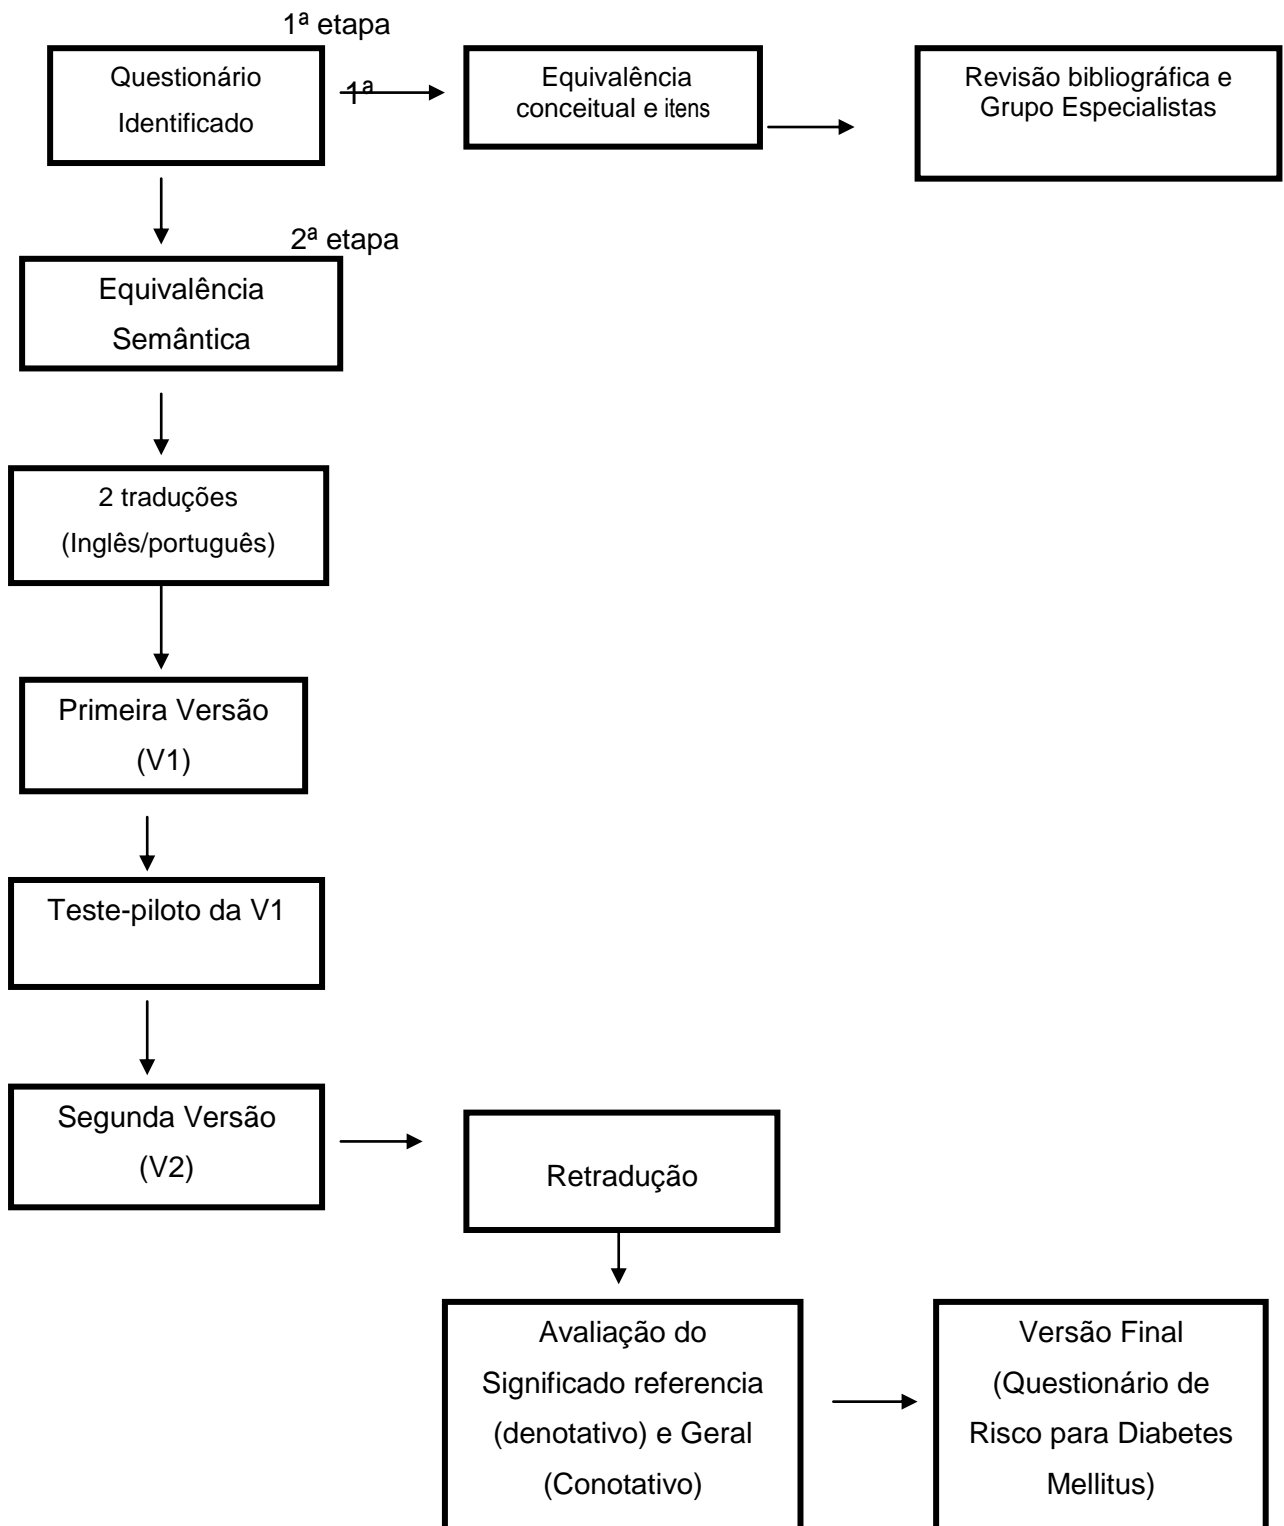 1ª etapa
Questionário
Identificado
1ª
Equivalência
conceitual e itens
Revisão bibliográfica e
Grupo Especialistas
2ª etapa
Equivalência
Semântica
2 traduções
(Inglês/português)
Primeira Versão
(V1)
Teste-piloto da V1
Segunda Versão
(V2)
Retradução
Avaliação do
Significado referencia
(denotativo) e Geral
(Conotativo)
Versão Final
(Questionário de
Risco para Diabetes
Mellitus)